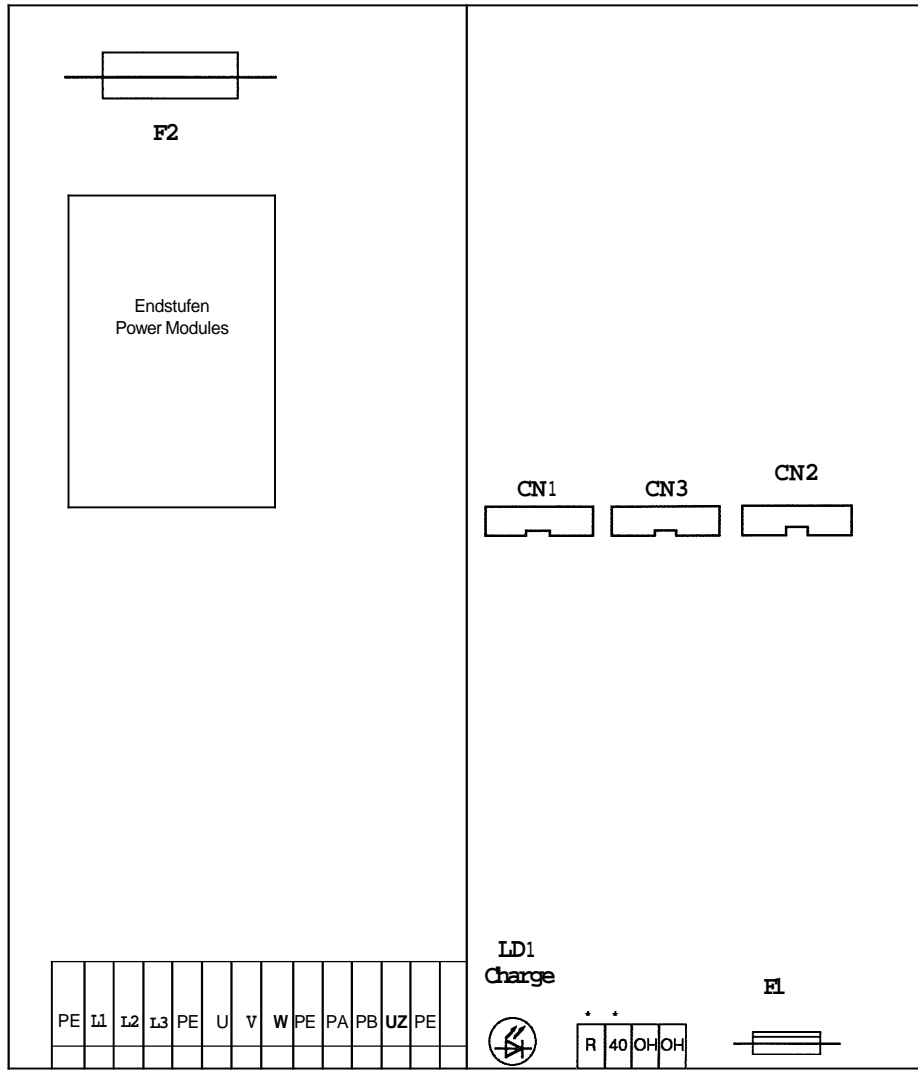 F2
Endstufen
Power Modules
CN1 CN3 CN2
LD1
Charge
F1
* *
PE L1 L2 L3 PE U V W PE PA PB UZ PE
R 40 OH OH